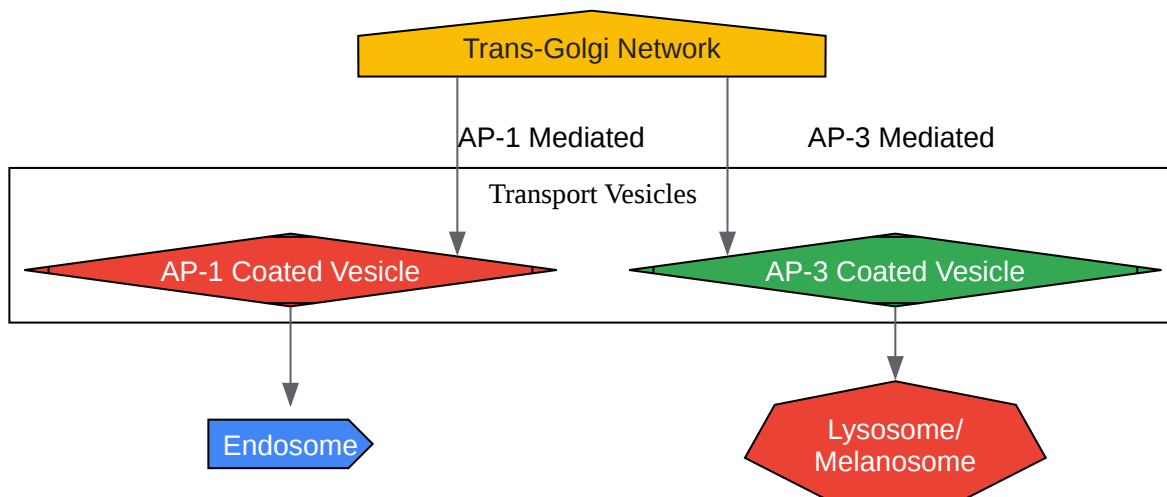 Trans-Golgi Network
AP-1 Mediated
AP-3 Mediated
Transport Vesicles
AP-1 Coated Vesicle
AP-3 Coated Vesicle
Endosome
Lysosome/
Melanosome